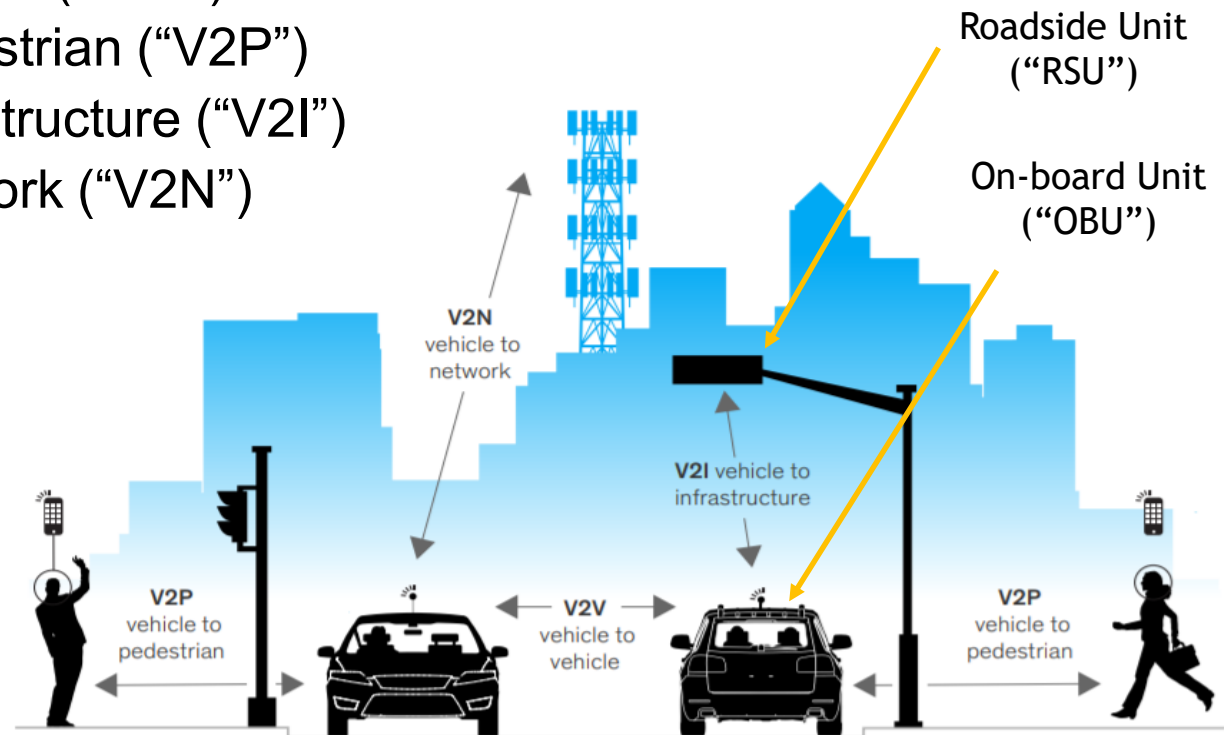 strian (“V2P”)
tructure (“V2I”)
ork (“V2N”)
Roadside Unit
(“RSU”)
On-board Unit
(“OBU”)
V2N
vehicle to
network
V2I vehicle to
infrastructure
V2P
vehicle to
pedestrian
V2V
vehicle to
vehicle
V2P
vehicle to
pedestrian